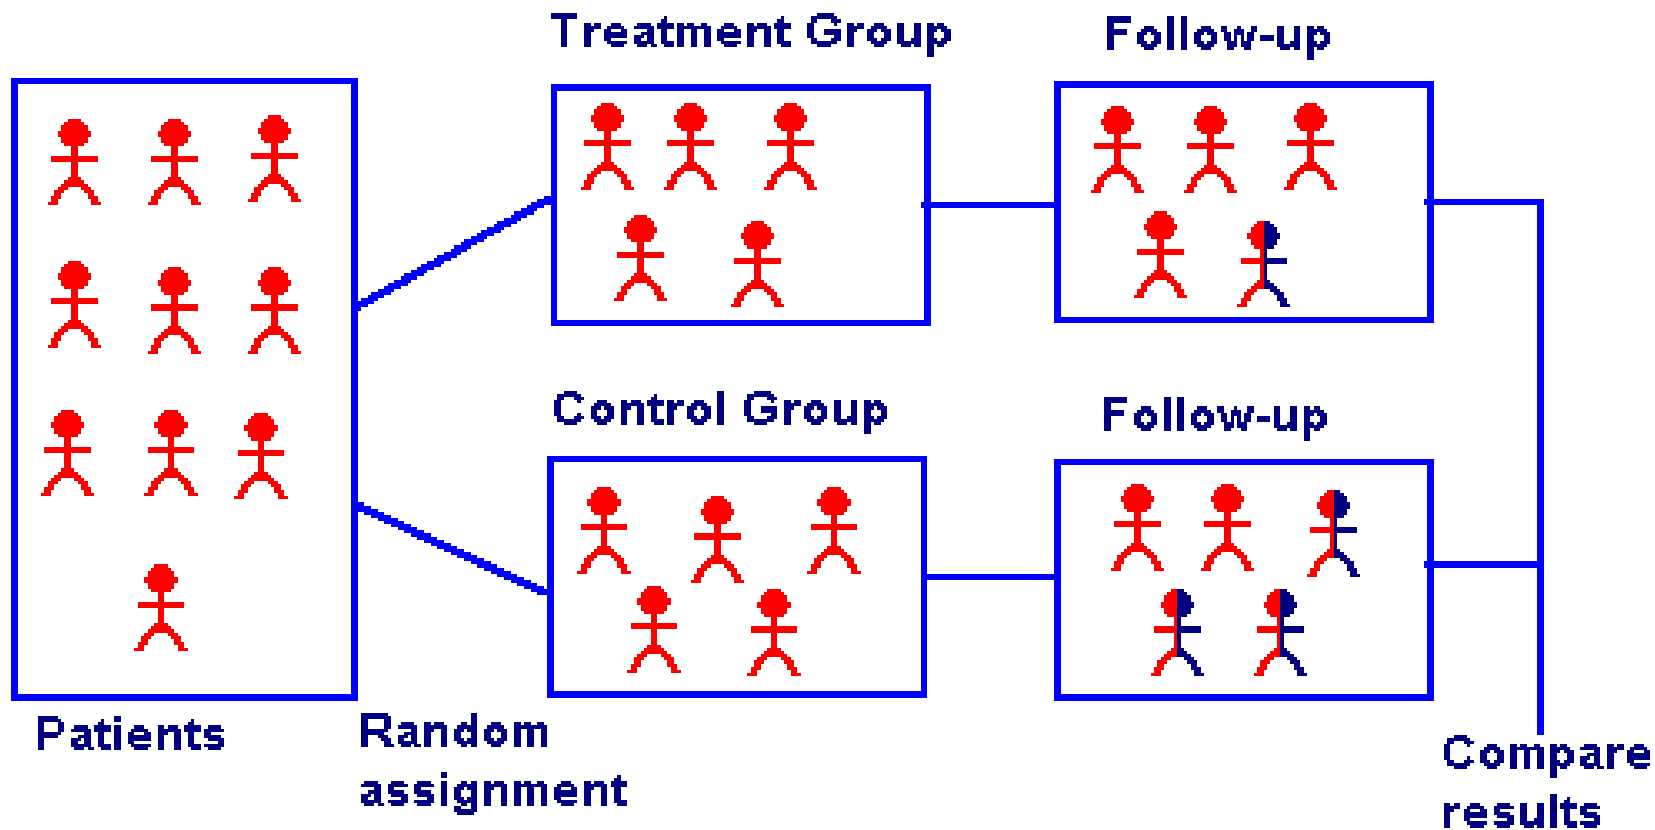 Treatment Group
Follow-up
Control Group
Follow-up
Patients
Random
assignment
Compare
results